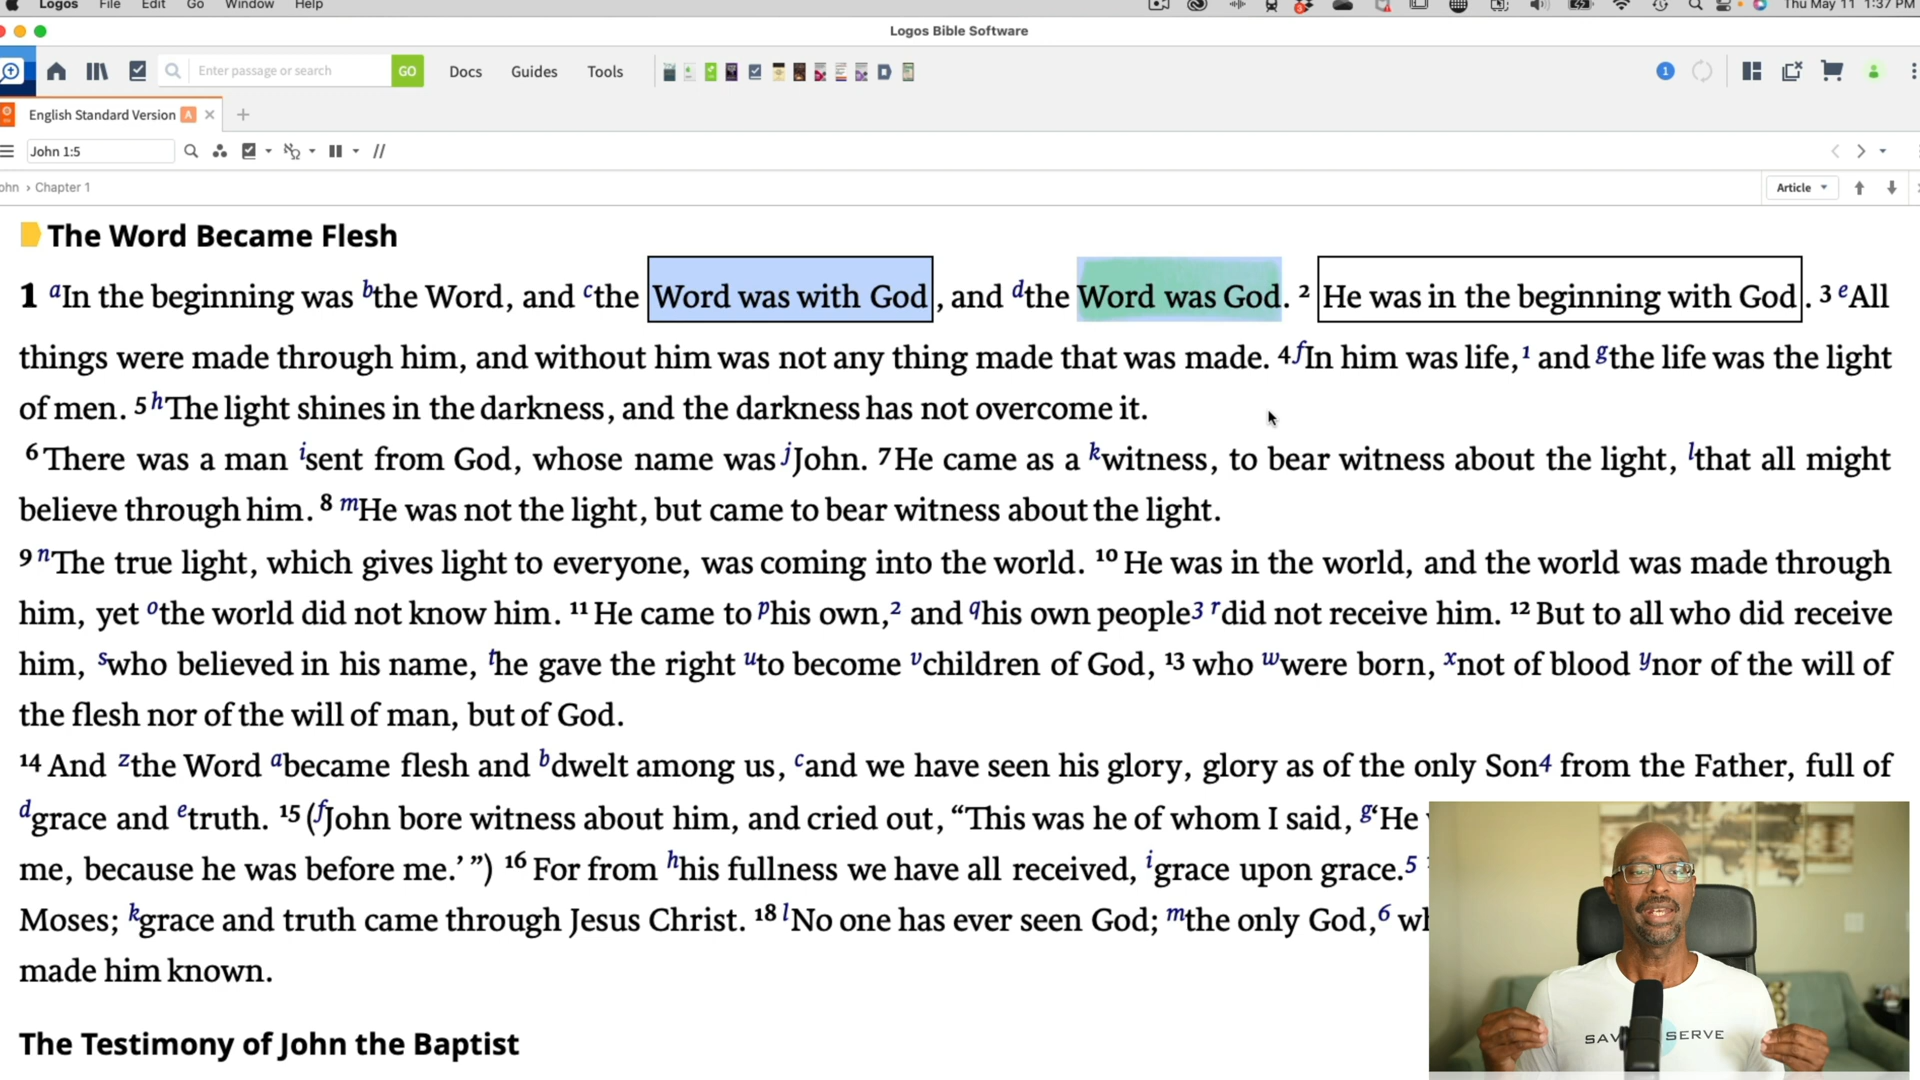 Logos File Edit Go Window Help Thu May 11 1:37 PM
Logos Bible Software
Enter passage or search GO Docs Guides Tools 1
English Standard Version A
John 1:5
ohn › Chapter 1 Article
The Word Became Flesh
1 aIn the beginning was bthe Word, and cthe Word was with God, and dthe Word was God. 2 He was in the beginning with God. 3 eAll
things were made through him, and without him was not any thing made that was made. 4 fIn him was life,1 and gthe life was the light
of men. 5 hThe light shines in the darkness, and the darkness has not overcome it.
6 There was a man isent from God, whose name was jJohn. 7 He came as a kwitness, to bear witness about the light, lthat all might
believe through him. 8 mHe was not the light, but came to bear witness about the light.
9 nThe true light, which gives light to everyone, was coming into the world. 10 He was in the world, and the world was made through
him, yet othe world did not know him. 11 He came to phis own,2 and qhis own people3 rdid not receive him. 12 But to all who did receive
him, swho believed in his name, the gave the right uto become vchildren of God, 13 who wwere born, xnot of blood ynor of the will of
the flesh nor of the will of man, but of God.
14 And zthe Word abecame flesh and bdwelt among us, cand we have seen his glory, glory as of the only Son4 from the Father, full of
dgrace and etruth. 15 (fJohn bore witness about him, and cried out, “This was he of whom I said, g‘He
me, because he was before me.’ ”) 16 For from hhis fullness we have all received, igrace upon grace.5
Moses; kgrace and truth came through Jesus Christ. 18 lNo one has ever seen God; mthe only God,6 wh
made him known.
The Testimony of John the Baptist
SAV SERVE